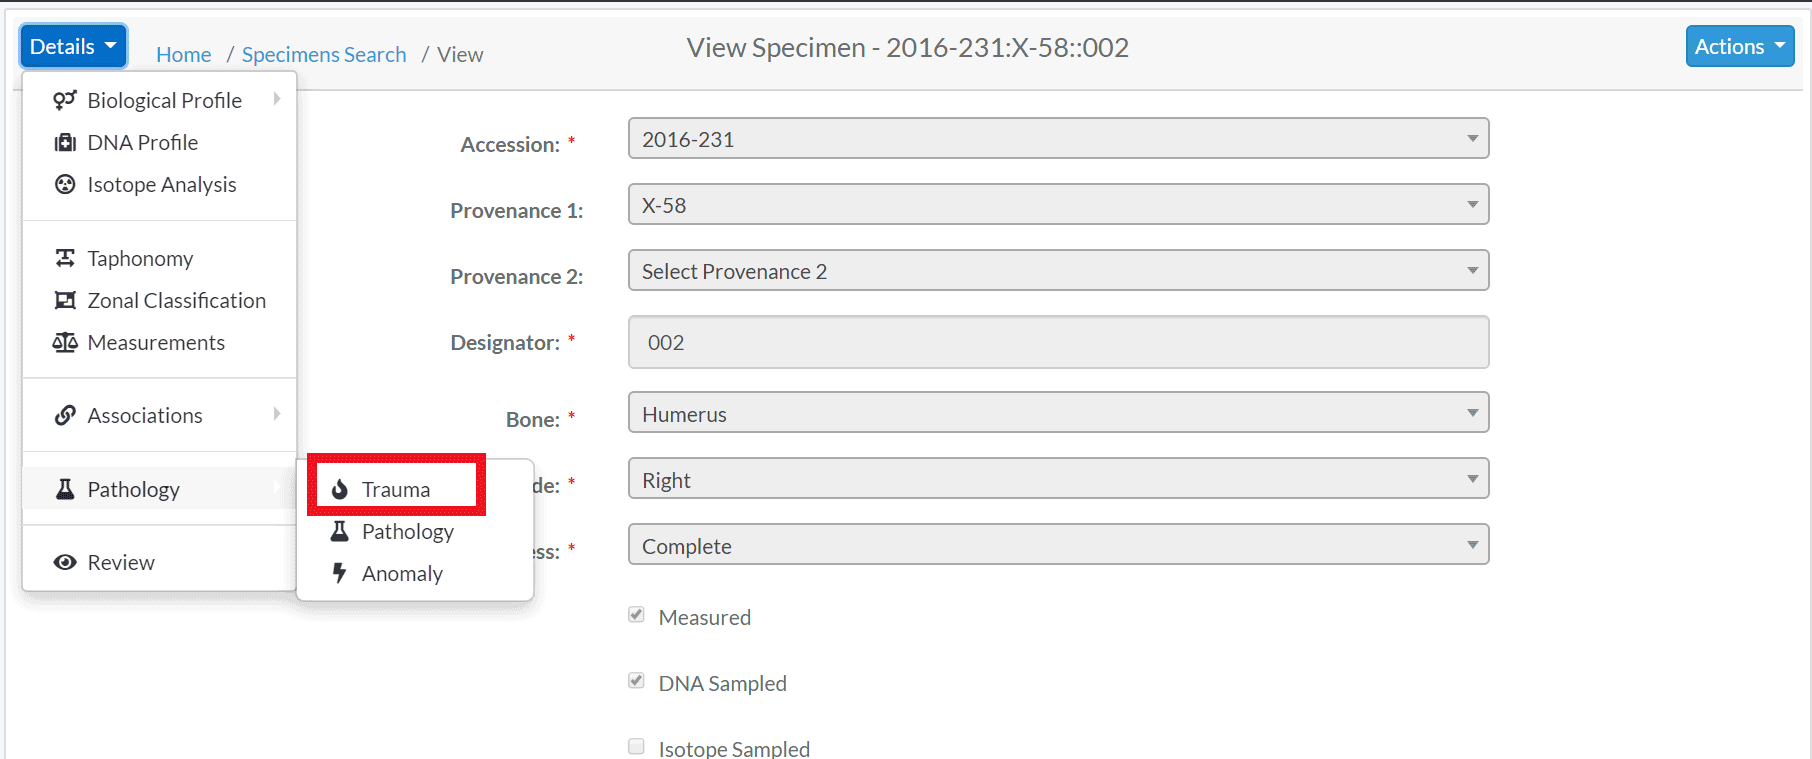 Details
Home / Specimens Search / View
View Specimen - 2016-231:X-58::002
Actions
Biological Profile
DNA Profile
Isotope Analysis
Taphonomy
Zonal Classification
Measurements
Associations
Pathology
Review
Trauma
Pathology
Anomaly
Accession: *
2016-231
Provenance 1:
X-58
Provenance 2:
Select Provenance 2
Designator: *
002
Bone: *
Humerus
de: *
Right
ess: *
Complete
Measured
DNA Sampled
Isotope Sampled